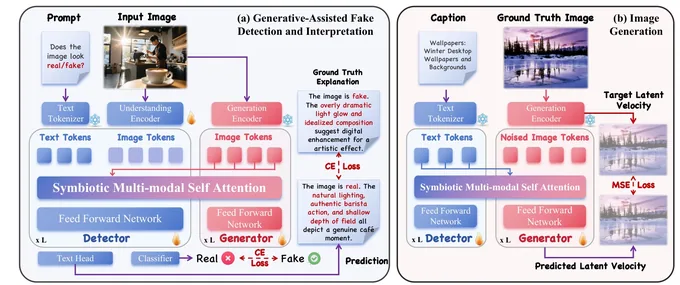 Prompt
Input Image
(a) Generative-Assisted Fake
Detection and Interpretation
Does the
image look
real/fake?
Text
Tokenizer
Understanding
Encoder
Generation
Encoder
Ground Truth
Explanation
The image is fake.
The overly dramatic
light glow and
idealized composition
suggest digital
enhancement for a
artistic effect.
Text Tokens
Image Tokens
Image Tokens
CE Loss
Symbiotic Multi-modal Self Attention
Feed Forward Network
Feed Forward
Network
The image is real. The
natural lighting,
authentic barista
action, and shallow
depth of field all
depict a genuine café
moment.
x L
Detector
x L
Generator
Text Head
Classifier
Real
CE
Loss
Fake
Prediction
Caption
Ground Truth Image
(b) Image
Generation
Wallpapers:
Winter Desktop
Wallpapers and
Backgrounds
Text
Tokenizer
Generation
Encoder
Target Latent
Velocity
Text Tokens
Noised Image Tokens
Symbiotic Multi-modal Self Attention
MSE Loss
Feed Forward
Network
Feed Forward
Network
x L
Detector
x L
Generator
Predicted Latent Velocity